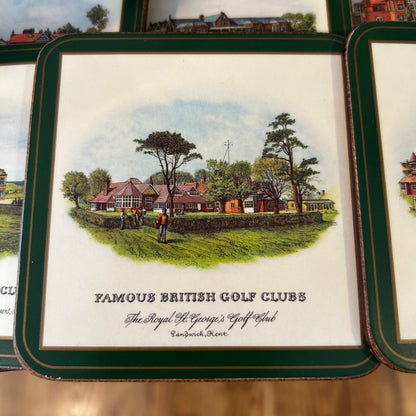 FAMOUS BRITISH GOLF CLUBS
The Royal St. George's Golf Club
Sandwich, Kent